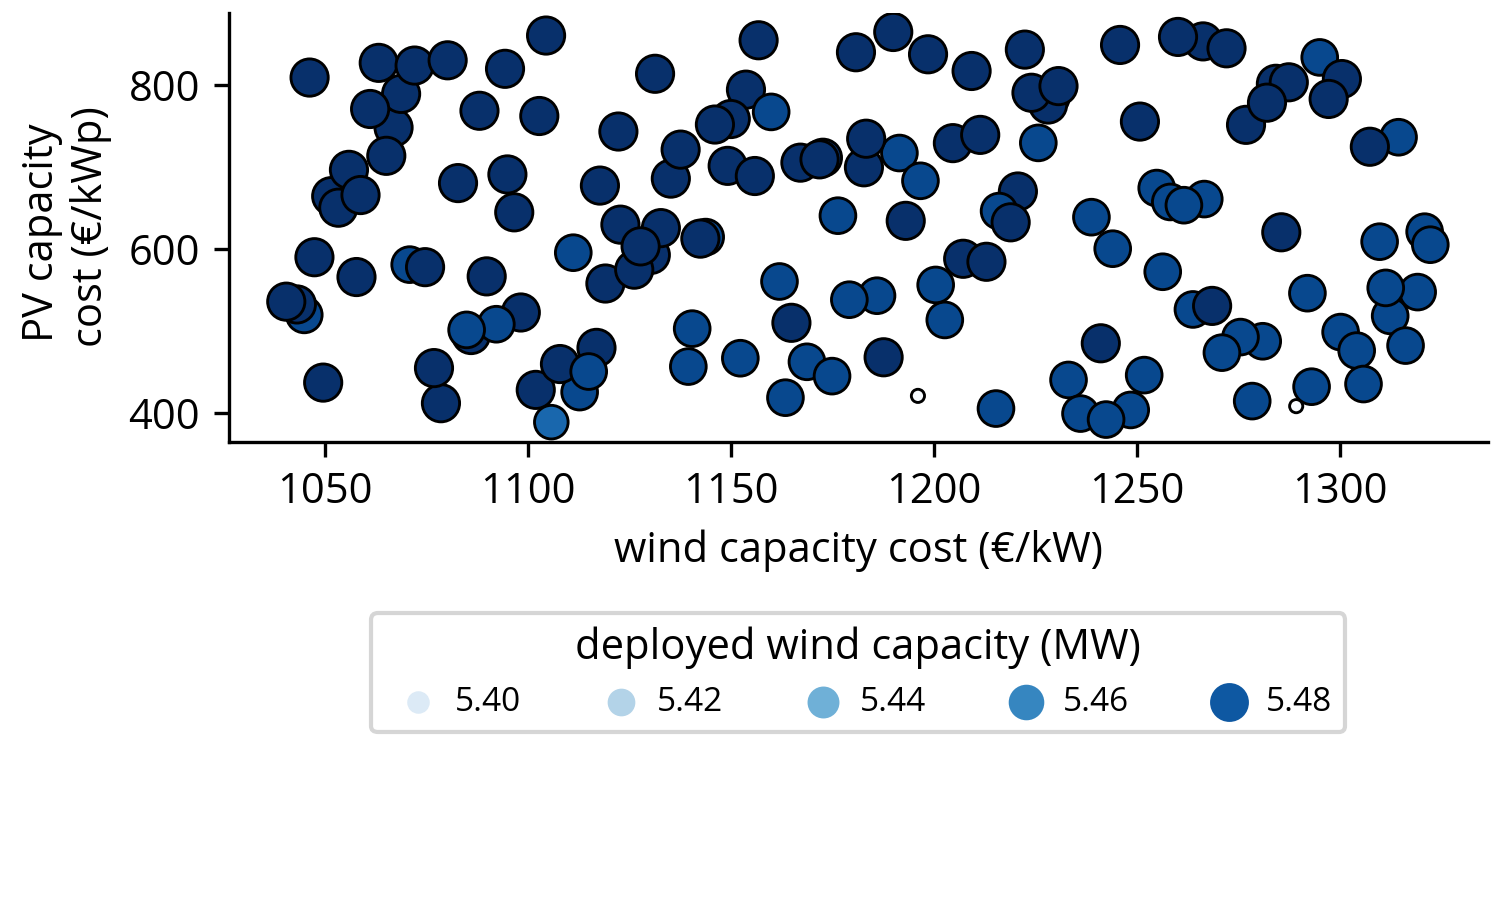 PV capacity
cost (€/kWp)
800
600
400
1050 1100 1150 1200 1250 1300
wind capacity cost (€/kW)
deployed wind capacity (MW)
5.40 5.42 5.44 5.46 5.48